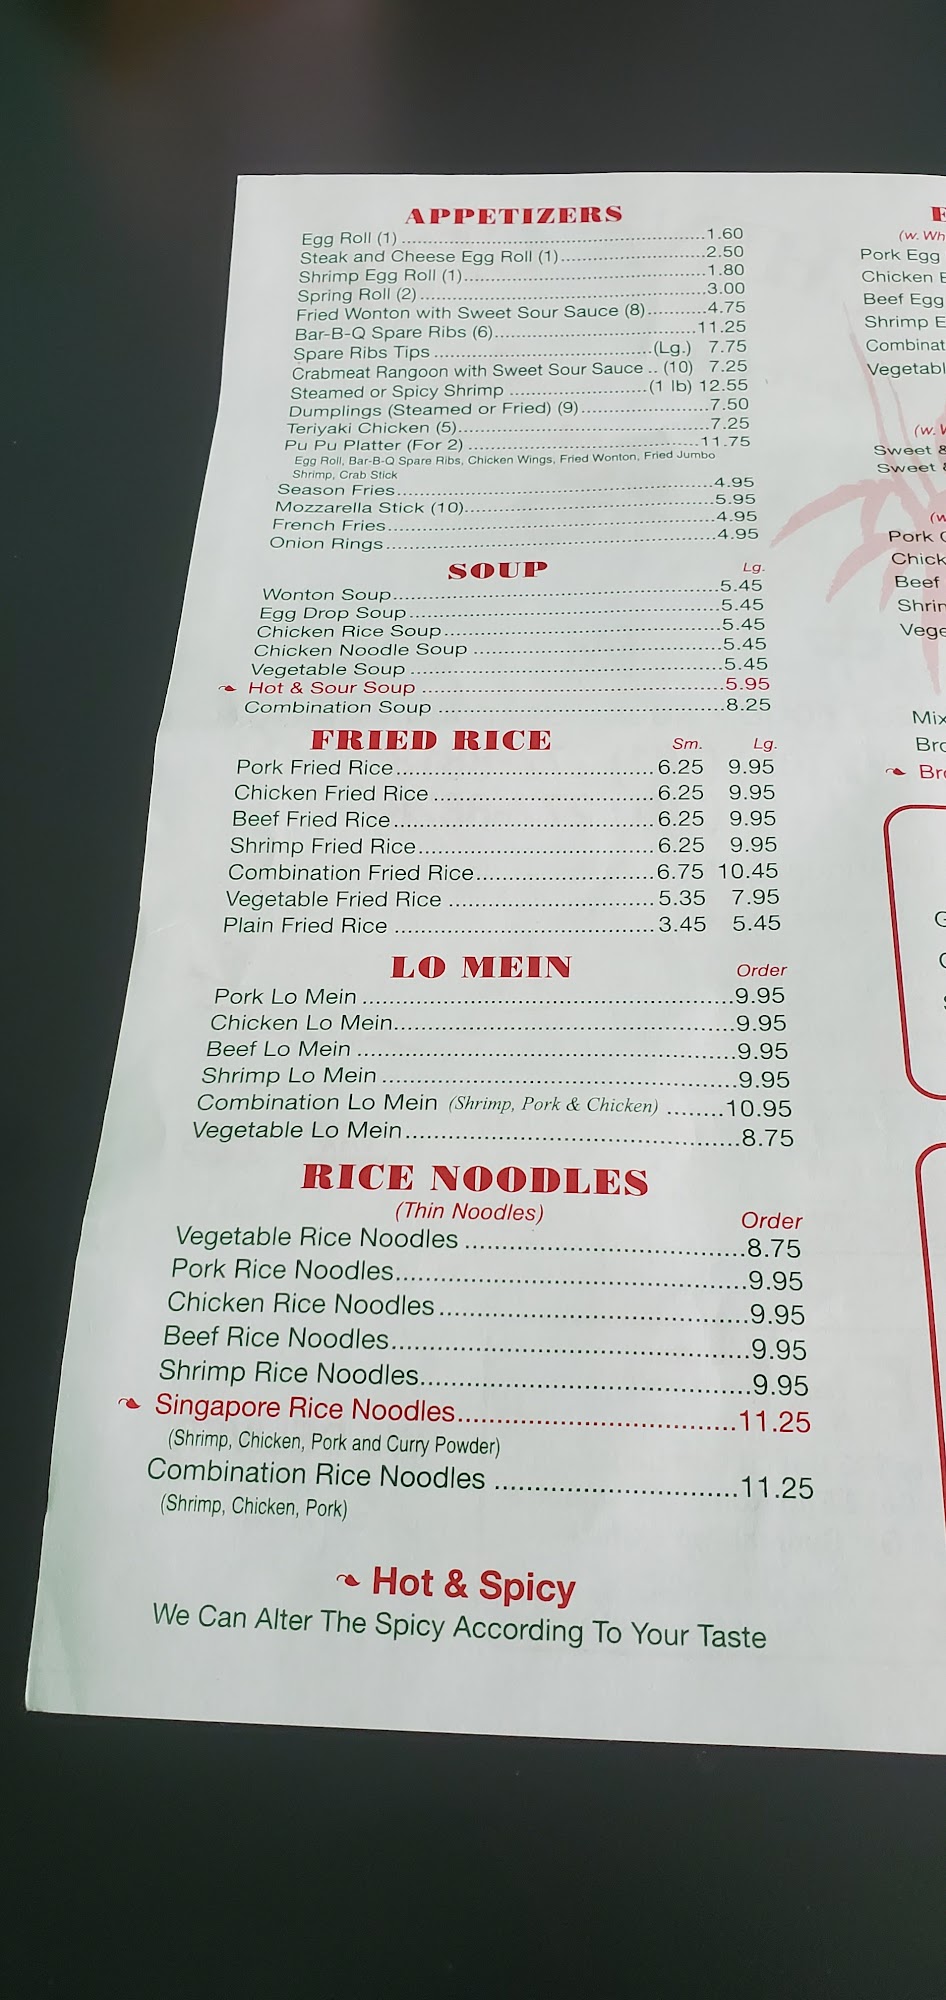 APPETIZERS
Egg Roll (1) 1.60
Steak and Cheese Egg Roll (1) 2.50
Shrimp Egg Roll (1) 1.80
Spring Roll (2) 3.00
Fried Wonton with Sweet Sour Sauce (8) 4.75
Bar-B-Q Spare Ribs (6) 11.25
Spare Ribs Tips (Lg.) 7.75
Crabmeat Rangoon with Sweet Sour Sauce .. (10) 7.25
Steamed or Spicy Shrimp (1 lb) 12.55
Dumplings (Steamed or Fried) (9) 7.50
Teriyaki Chicken (5) 7.25
Pu Pu Platter (For 2) 11.75
Egg Roll, Bar-B-Q Spare Ribs, Chicken Wings, Fried Wonton, Fried Jumbo
Shrimp, Crab Stick
Season Fries 4.95
Mozzarella Stick (10) 5.95
French Fries 4.95
Onion Rings 4.95
SOUP Lg.
Wonton Soup 5.45
Egg Drop Soup 5.45
Chicken Rice Soup 5.45
Chicken Noodle Soup 5.45
Vegetable Soup 5.45
Hot & Sour Soup 5.95
Combination Soup 8.25
FRIED RICE Sm. Lg.
Pork Fried Rice 6.25 9.95
Chicken Fried Rice 6.25 9.95
Beef Fried Rice 6.25 9.95
Shrimp Fried Rice 6.25 9.95
Combination Fried Rice 6.75 10.45
Vegetable Fried Rice 5.35 7.95
Plain Fried Rice 3.45 5.45
LO MEIN Order
Pork Lo Mein 9.95
Chicken Lo Mein 9.95
Beef Lo Mein 9.95
Shrimp Lo Mein 9.95
Combination Lo Mein (Shrimp, Pork & Chicken) 10.95
Vegetable Lo Mein 8.75
RICE NOODLES
(Thin Noodles) Order
Vegetable Rice Noodles 8.75
Pork Rice Noodles 9.95
Chicken Rice Noodles 9.95
Beef Rice Noodles 9.95
Shrimp Rice Noodles 9.95
Singapore Rice Noodles 11.25
(Shrimp, Chicken, Pork and Curry Powder)
Combination Rice Noodles 11.25
(Shrimp, Chicken, Pork)
Hot & Spicy
We Can Alter The Spicy According To Your Taste
Pork Egg
Chicken
Beef Egg
Shrimp
Sweet &
Sweet
Pork
Beef